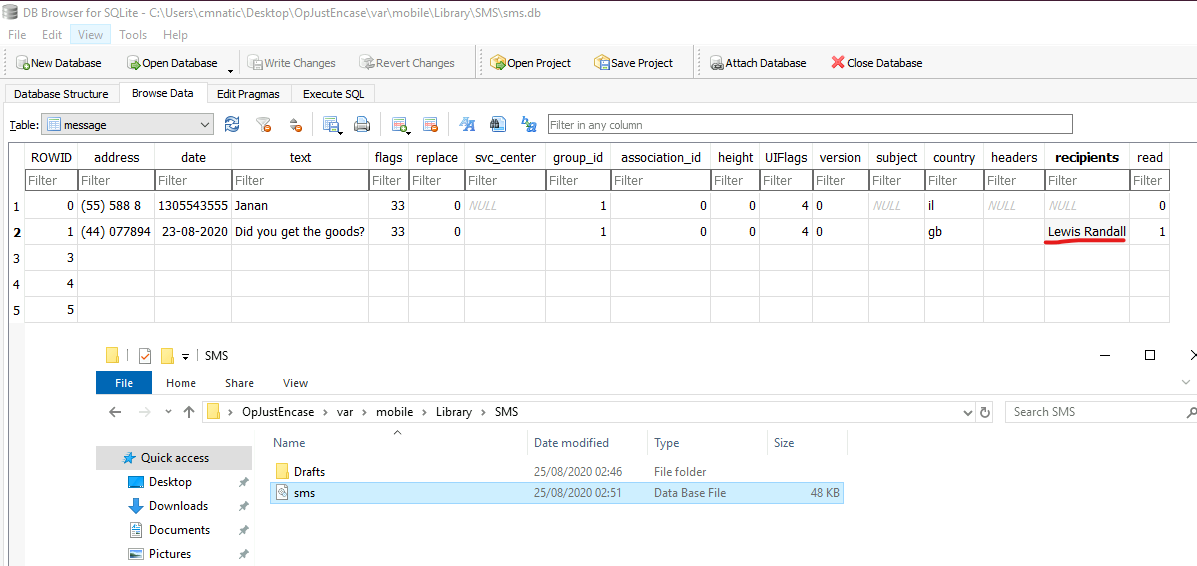 DB Browser for SQLite - C:\Users\cmnatic\Desktop\OpJustEncase\var\mobile\Library\SMS\sms.db
File Edit View Tools Help
New Database Open Database Write Changes Revert Changes Open Project Save Project Attach Database Close Database
Database Structure Browse Data Edit Pragmas Execute SQL
Table: message Filter in any column
ROWID address date text flags replace svc_center group_id association_id height UIFlags version subject country headers recipients read
Filter Filter Filter Filter Filter Filter Filter Filter Filter Filter Filter Filter Filter Filter Filter Filter Filter
1 0 (55) 588 8 1305543555 Janan 33 0 NULL 1 0 0 4 0 NULL il NULL NULL 0
2 1 (44) 077894 23-08-2020 Did you get the goods? 33 0 1 0 0 4 0 gb Lewis Randall 1
3 3
4 4
5 5
SMS
File Home Share View
OpJustEncase var mobile Library SMS Search SMS
Name Date modified Type Size
Quick access
Drafts 25/08/2020 02:46 File folder
Desktop
sms 25/08/2020 02:51 Data Base File 48 KB
Downloads
Documents
Pictures